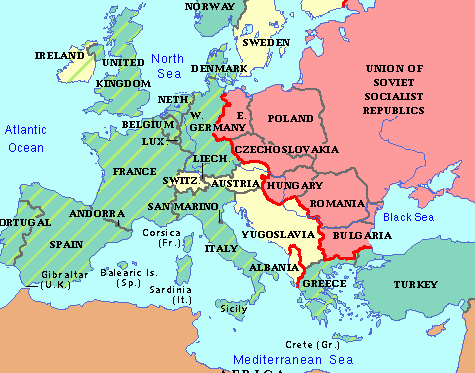 NORWAY
SWEDEN
IRELAND
UNITED
KINGDOM
North
Sea
DENMARK
UNION OF
SOVIET
SOCIALIST
REPUBLICS
NETH.
BELGIUM
LUX.
W.
GERMANY
E.
POLAND
Atlantic
Ocean
CZECHOSLOVAKIA
LIECH.
FRANCE
SWITZ.
AUSTRIA
HUNGARY
ROMANIA
SAN MARINO
ANDORRA
PORTUGAL
SPAIN
Corsica
(Fr.)
ITALY
YUGOSLAVIA
BULGARIA
Black Sea
ALBANIA
GREECE
TURKEY
Gibraltar
(U.K.)
Balearic Is.
(Sp.)
Sardinia
(It.)
Sicily
Crete (Gr.)
Mediterranean Sea
AFRICA